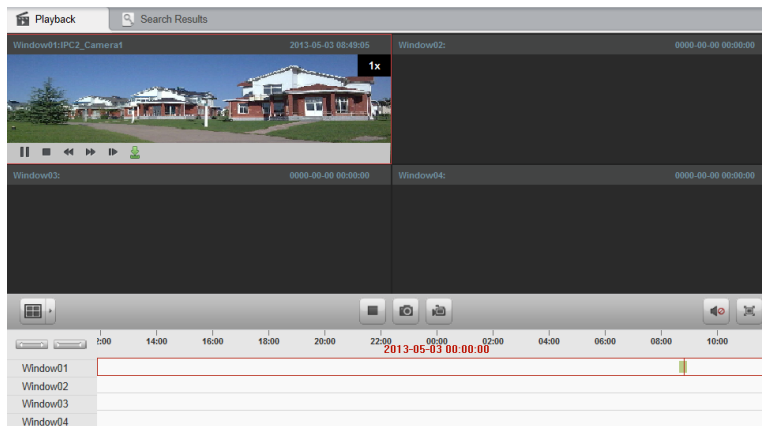 Playback Search Results
Window01:IPC2_Camera1 2013-05-03 08:49:05 Window02: 0000-00-00 00:00:00
1x
Window03: 0000-00-00 00:00:00 Window04: 0000-00-00 00:00:00
2:00 14:00 16:00 18:00 20:00 22:00 00:00 02:00 04:00 06:00 08:00 10:00
2013-05-03 00:00:00
Window01
Window02
Window03
Window04